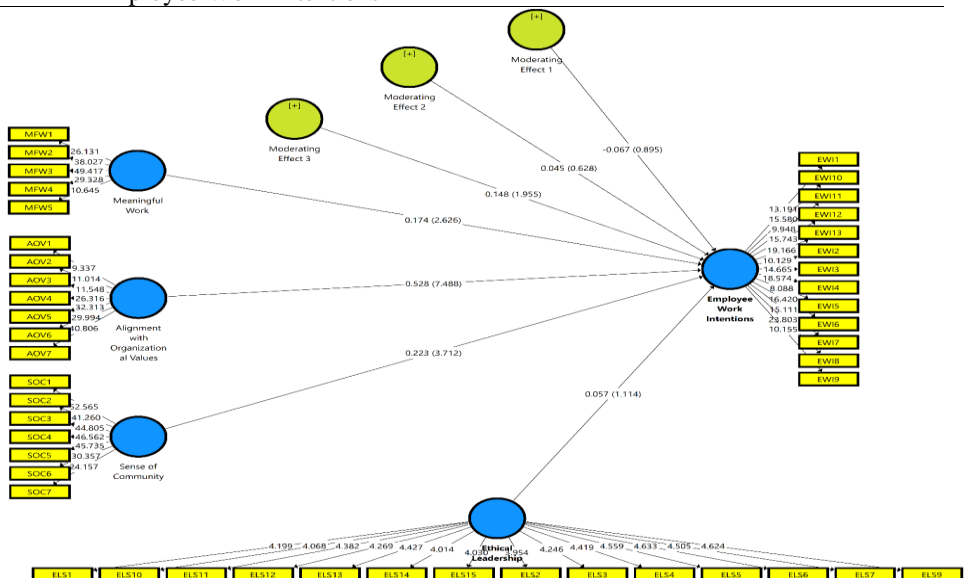 Employee Work Intentions
[+]
Moderating
Effect 1
[+]
Moderating
Effect 2
[+]
Moderating
Effect 3
-0.067 (0.895)
0.045 (0.628)
0.148 (1.955)
MFW1
MFW2
MFW3
MFW4
MFW5
26.131
38.027
49.417
29.328
10.645
Meaningful
Work
0.174 (2.626)
AOV1
AOV2
AOV3
AOV4
AOV5
AOV6
AOV7
9.337
11.014
11.548
26.316
32.313
29.994
40.806
Alignment
with
Organization
al Values
0.528 (7.488)
SOC1
SOC2
SOC3
SOC4
SOC5
SOC6
SOC7
52.565
41.260
44.805
46.562
45.735
30.357
24.157
Sense of
Community
0.223 (3.712)
Employee
Work
Intentions
13.191
15.580
9.948
15.743
19.166
10.129
14.665
18.574
8.088
16.420
15.111
10.155
EWI1
EWI10
EWI11
EWI12
EWI13
EWI2
EWI3
EWI4
EWI5
EWI6
EWI7
EWI8
EWI9
0.057 (1.114)
Ethical
Leadership
4.199 4.068 4.382 4.269 4.427 4.014 4.030 3.954 4.246 4.419 4.559 4.633 4.505 4.624
ELS1 ELS10 ELS11 ELS12 ELS13 ELS14 ELS15 ELS2 ELS3 ELS4 ELS5 ELS6 ELS7 ELS9